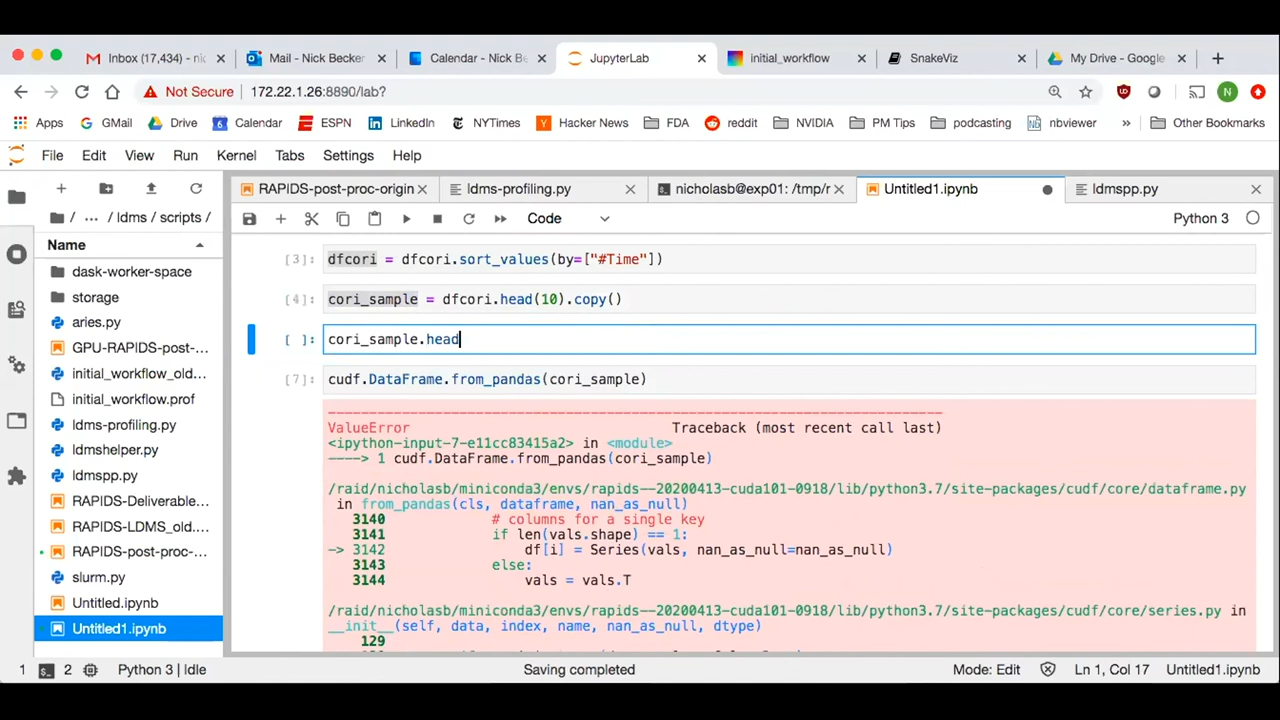 Inbox (17,434) - nic
Mail - Nick Becker
Calendar - Nick Be
JupyterLab
initial_workflow
SnakeViz
My Drive - Google
Not Secure
172.22.1.26:8890/lab?
Apps
GMail
Drive
Calendar
ESPN
LinkedIn
NYTimes
Hacker News
FDA
reddit
NVIDIA
PM Tips
podcasting
nbviewer
»
Other Bookmarks
File
Edit
View
Run
Kernel
Tabs
Settings
Help
RAPIDS-post-proc-origin
ldms-profiling.py
nicholasb@exp01: /tmp/r
Untitled1.ipynb
ldmspp.py
/ ... / ldms / scripts /
Code
Python 3
Name
dask-worker-space
storage
aries.py
GPU-RAPIDS-post-...
initial_workflow_old...
initial_workflow.prof
ldms-profiling.py
ldmshelper.py
ldmspp.py
RAPIDS-Deliverable...
RAPIDS-LDMS_old....
RAPIDS-post-proc-...
slurm.py
Untitled.ipynb
Untitled1.ipynb
[3]: dfcori = dfcori.sort_values(by=["#Time"])
[4]: cori_sample = dfcori.head(10).copy()
[ ]: cori_sample.head
[7]: cudf.DataFrame.from_pandas(cori_sample)
---------------------------------------------------------------------------
ValueError                                Traceback (most recent call last)
<ipython-input-7-e11cc83415a2> in <module>
----> 1 cudf.DataFrame.from_pandas(cori_sample)
/raid/nicholasb/miniconda3/envs/rapids--20200413-cuda101-0918/lib/python3.7/site-packages/cudf/core/dataframe.py
in from_pandas(cls, dataframe, nan_as_null)
3140             # columns for a single key
3141             if len(vals.shape) == 1:
-> 3142                 df[i] = Series(vals, nan_as_null=nan_as_null)
3143             else:
3144                 vals = vals.T
/raid/nicholasb/miniconda3/envs/rapids--20200413-cuda101-0918/lib/python3.7/site-packages/cudf/core/series.py in
__init__(self, data, index, name, nan_as_null, dtype)
129
1
2
Python 3 | Idle
Saving completed
Mode: Edit
Ln 1, Col 17
Untitled1.ipynb